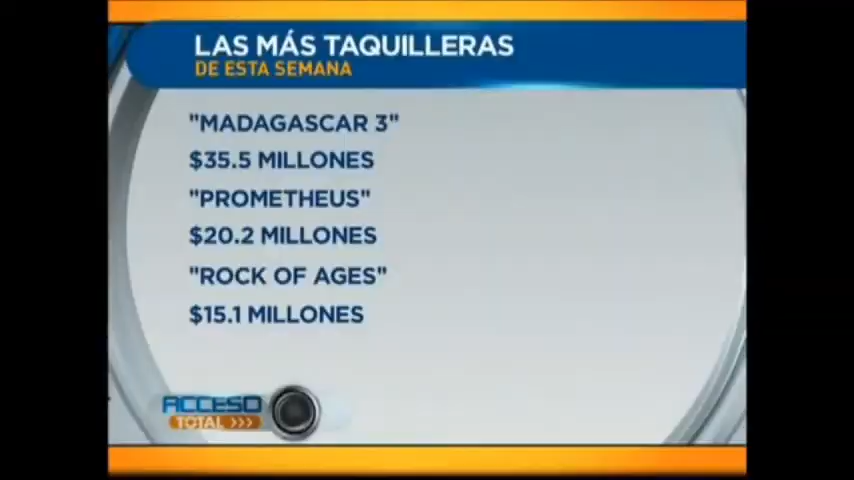 LAS MÁS TAQUILLERAS
DE ESTA SEMANA
"MADAGASCAR 3"
$35.5 MILLONES
"PROMETHEUS"
$20.2 MILLONES
"ROCK OF AGES"
$15.1 MILLONES
ACCESO
TOTAL >>>